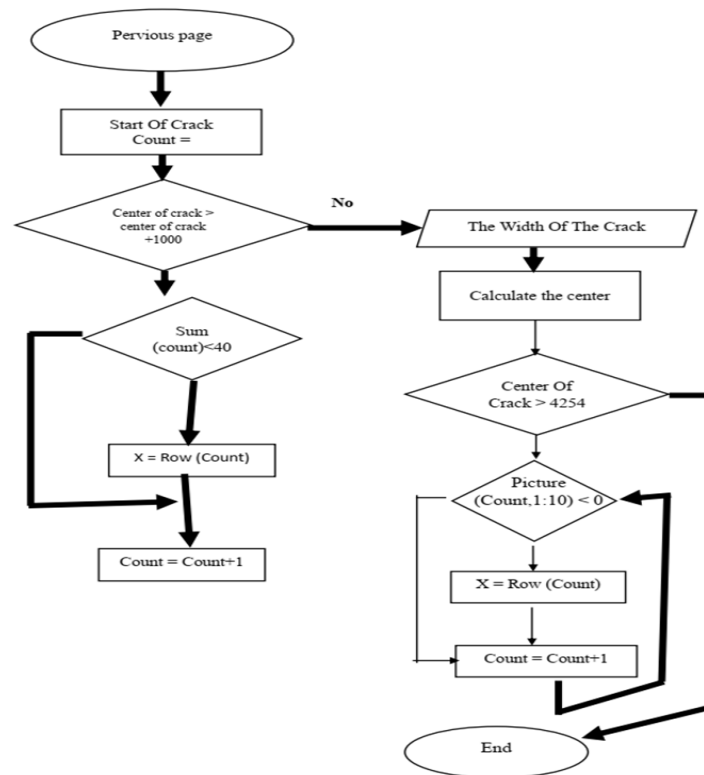 Pervious page
Start Of Crack
Count =
No
Center of crack >
center of crack
+1000
The Width Of The Crack
Calculate the center
Sum
(count)<40
Center Of
Crack > 4254
X = Row (Count)
Picture
(Count,1:10) < 0
Count = Count+1
X = Row (Count)
Count = Count+1
End